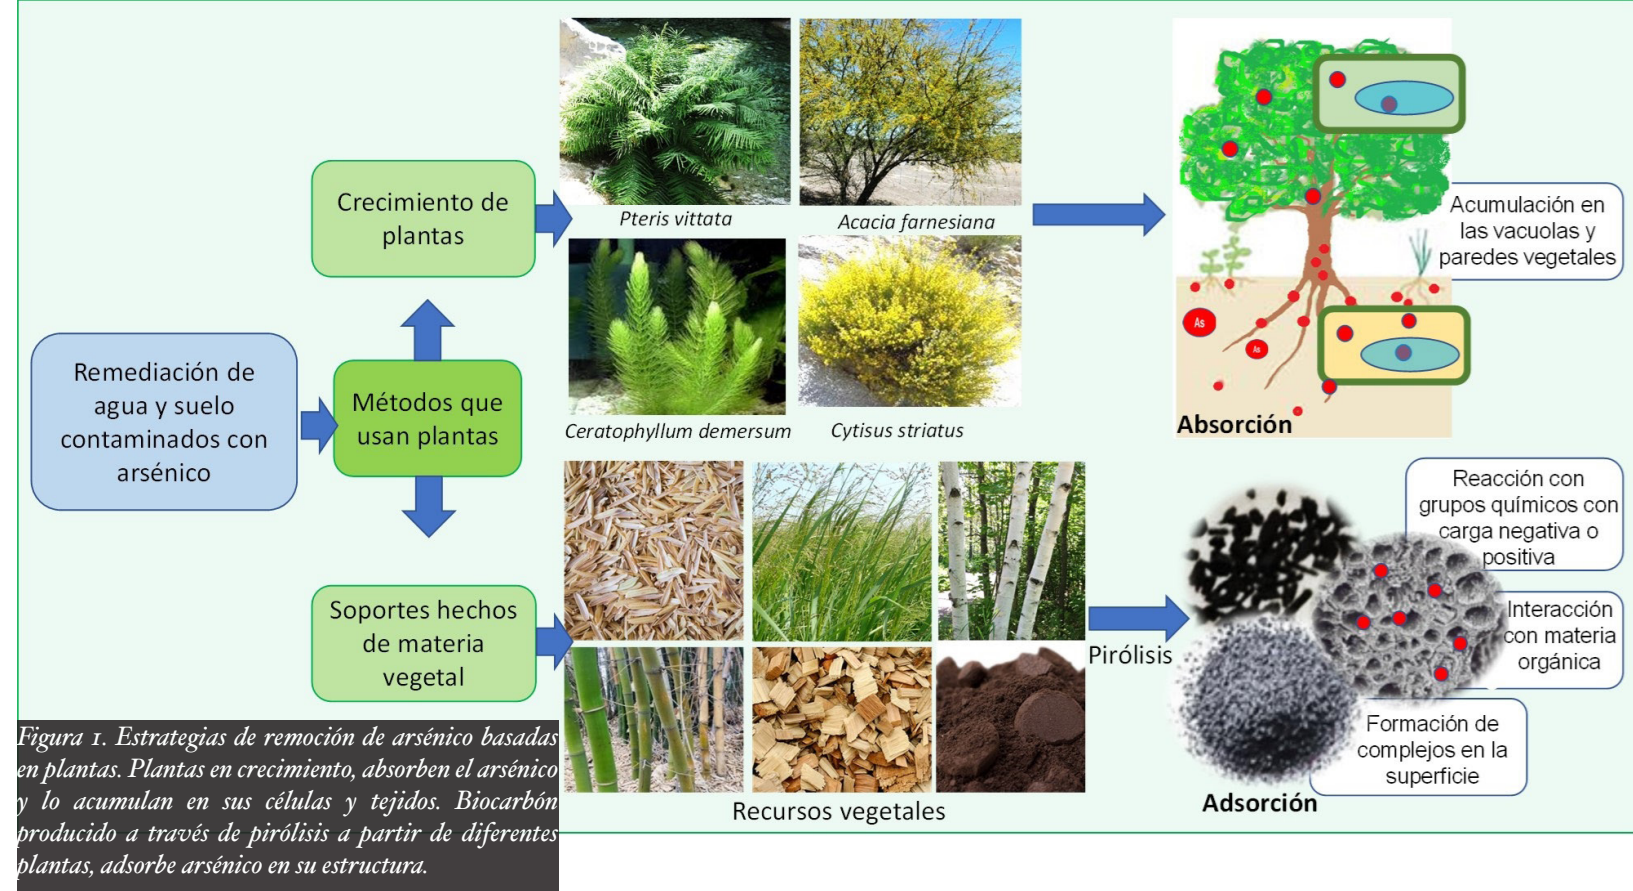 Remediación de
agua y suelo
contaminados con
arsénico
Métodos que
usan plantas
Crecimiento de
plantas
Pteris vittata
Acacia farnesiana
Ceratophyllum demersum
Cytisus striatus
As
As
Absorción
Acumulación en
las vacuolas y
paredes vegetales
Soportes hechos
de materia
vegetal
Recursos vegetales
Pirólisis
Reacción con
grupos químicos con
carga negativa o
positiva
Interacción
con materia
orgánica
Formación de
complejos en la
superficie
Adsorción
Figura 1. Estrategias de remoción de arsénico basadas
en plantas. Plantas en crecimiento, absorben el arsénico
y lo acumulan en sus células y tejidos. Biocarbón
producido a través de pirólisis a partir de diferentes
plantas, adsorbe arsénico en su estructura.